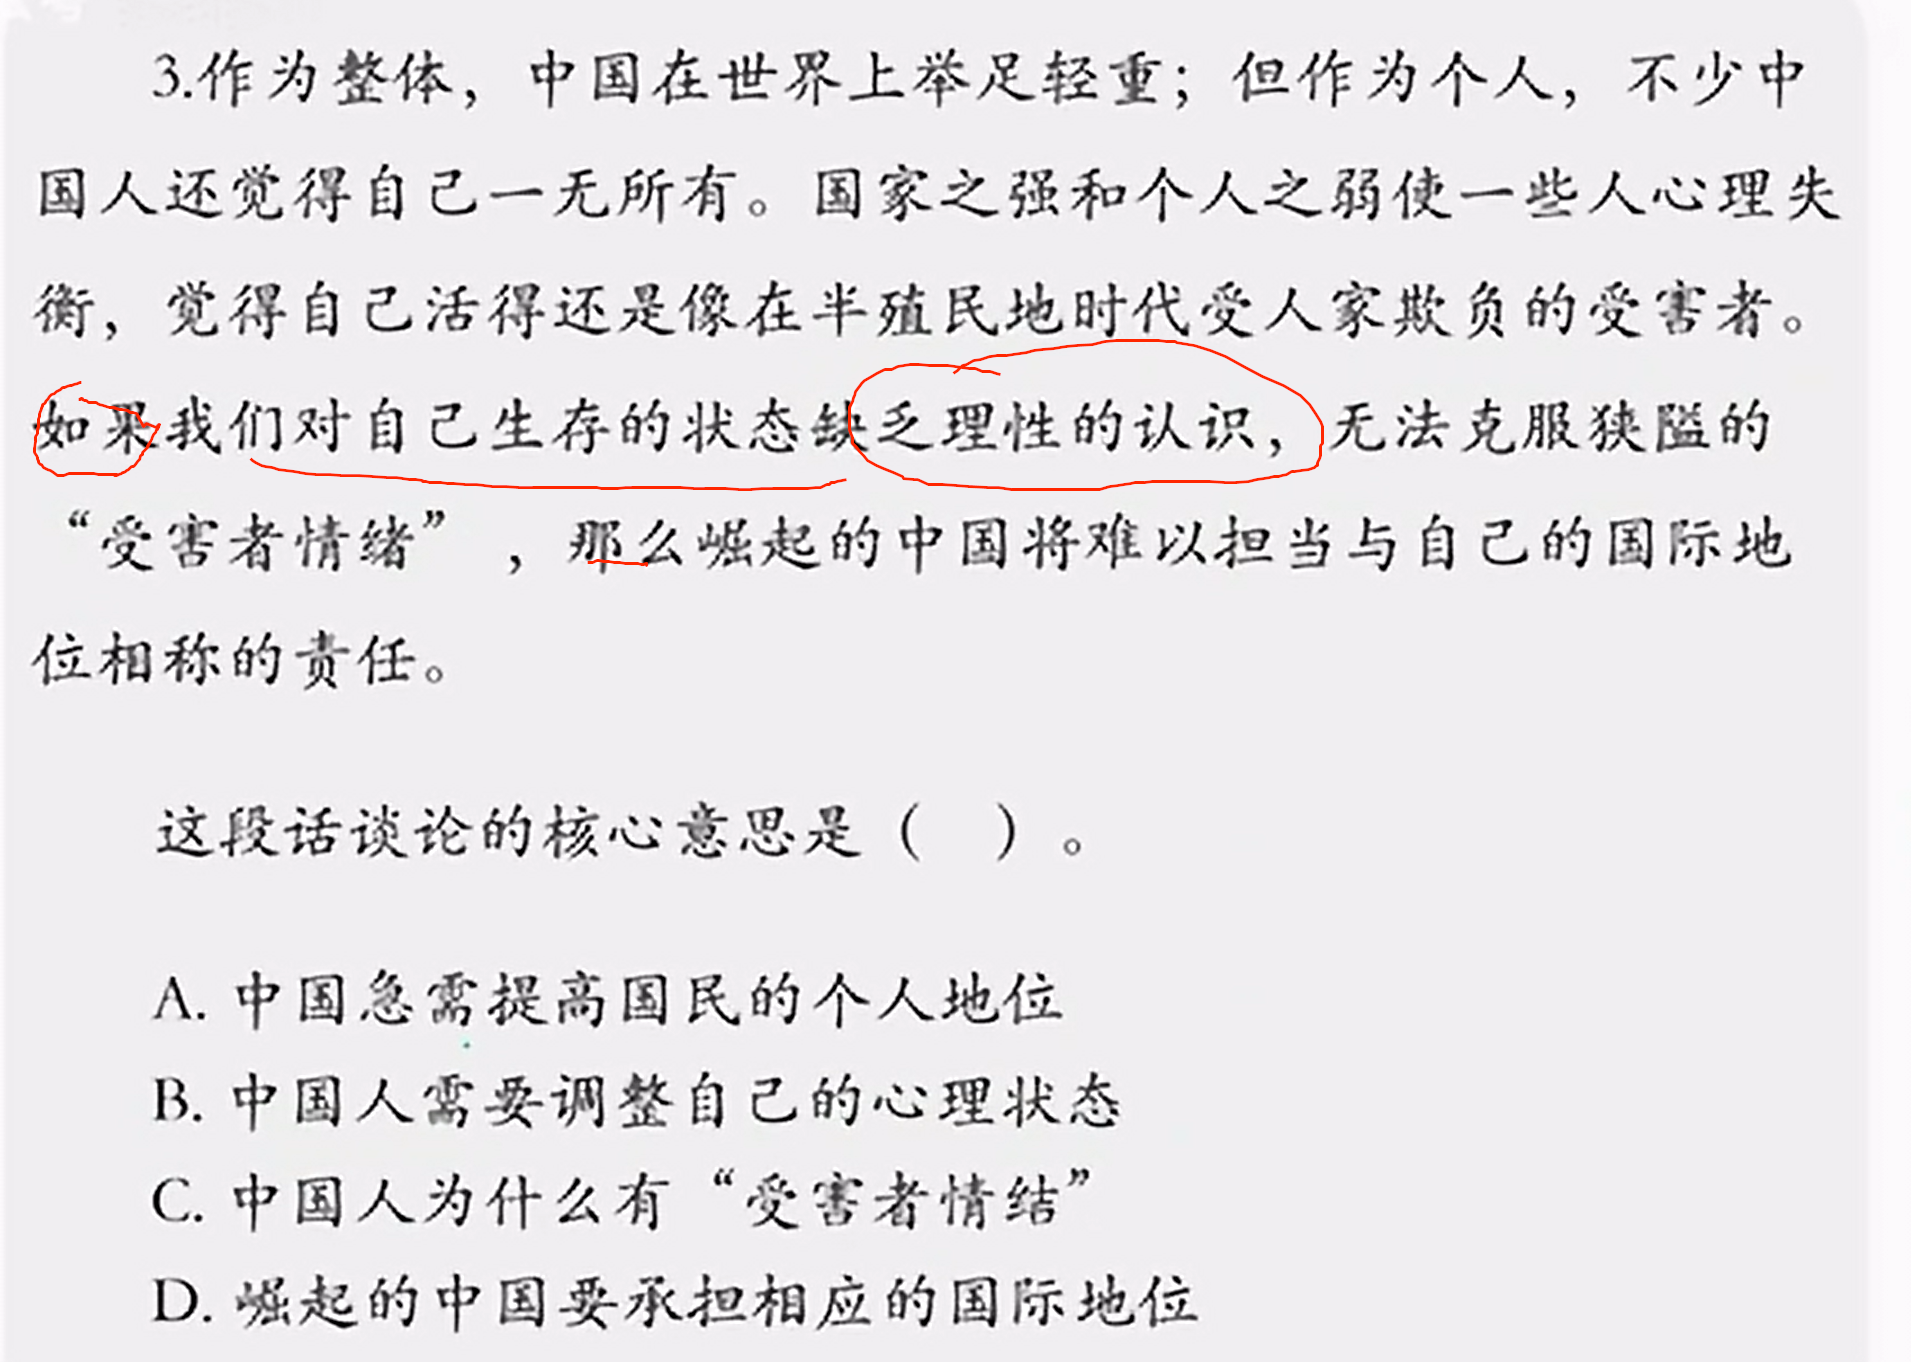 3.作为整体，中国在世界上举足轻重；但作为个人，不少中
国人还觉得自己一无所有。国家之强和个人之弱使一些人心理失
衡，觉得自己活得还是像在半殖民地时代受人家欺负的受害者。
如果我们对自己生存的状态缺乏理性的认识，无法克服狭隘的
“受害者情绪”，那么崛起的中国将难以担当与自己的国际地
位相称的责任。
这段话谈论的核心意思是（ ）。
A. 中国急需提高国民的个人地位
B. 中国人需要调整自己的心理状态
C. 中国人为什么有“受害者情结”
D. 崛起的中国要承担相应的国际地位